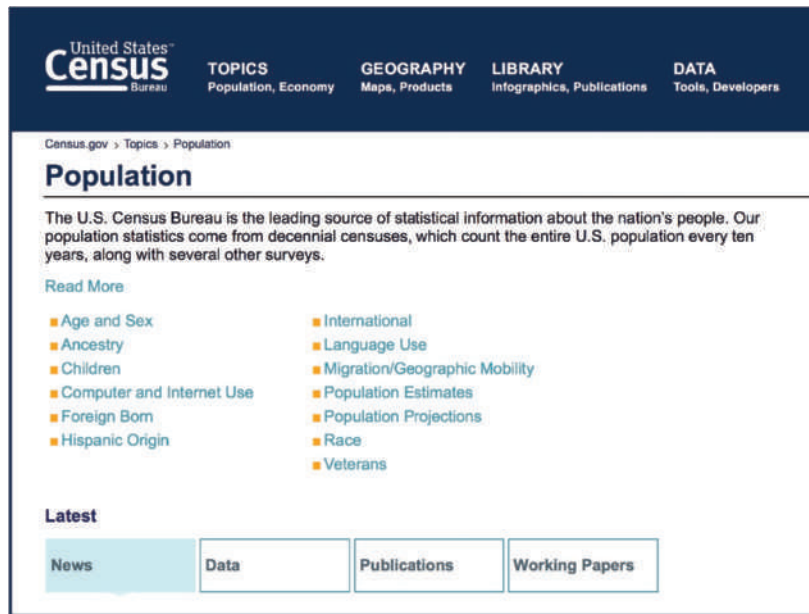 United States™
Census
Bureau
TOPICS
Population, Economy
GEOGRAPHY
Maps, Products
LIBRARY
Infographics, Publications
DATA
Tools, Developers
Census.gov > Topics > Population
Population
The U.S. Census Bureau is the leading source of statistical information about the nation's people. Our
population statistics come from decennial censuses, which count the entire U.S. population every ten
years, along with several other surveys.
Read More
Age and Sex
Ancestry
Children
Computer and Internet Use
Foreign Born
Hispanic Origin
International
Language Use
Migration/Geographic Mobility
Population Estimates
Population Projections
Race
Veterans
Latest
News
Data
Publications
Working Papers